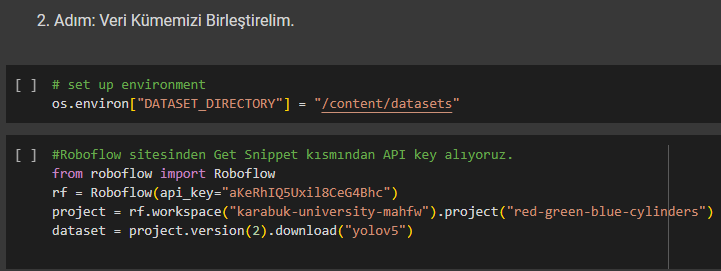 2. Adım: Veri Kümemizi Birleştirelim.
[ ] # set up environment
os.environ["DATASET_DIRECTORY"] = "/content/datasets"
[ ] #Roboflow sitesinden Get Snippet kısmından API key alıyoruz.
from roboflow import Roboflow
rf = Roboflow(api_key="aKeRhIQ5Uxil8CeG4Bhc")
project = rf.workspace("karabuk-university-mahfw").project("red-green-blue-cylinders")
dataset = project.version(2).download("yolov5")